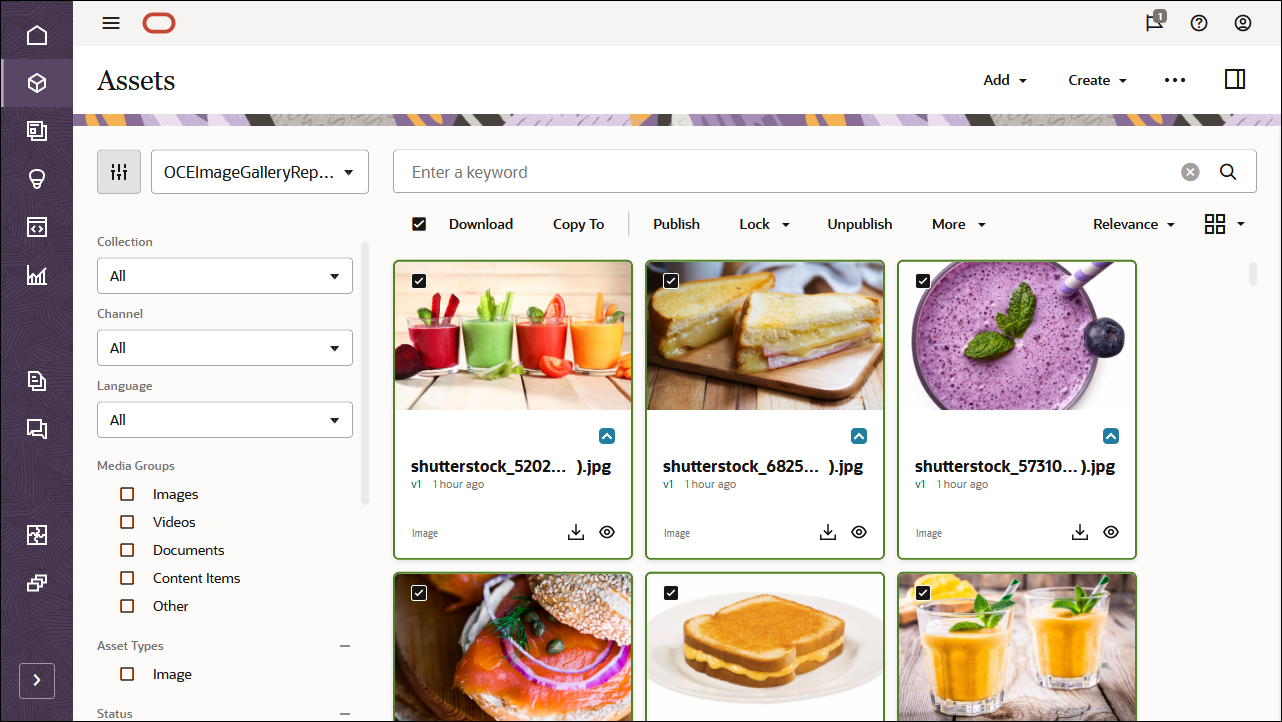 1
Assets
Add
Create
OCEImageGalleryRep...
Enter a keyword
Download
Copy To
Publish
Lock
Unpublish
More
Relevance
Collection
All
Channel
All
Language
All
Media Groups
Images
Videos
Documents
Content Items
Other
Asset Types
Image
Status
shutterstock_5202... ).jpg
v1 1 hour ago
Image
shutterstock_6825... ).jpg
v1 1 hour ago
Image
shutterstock_57310... ).jpg
v1 1 hour ago
Image